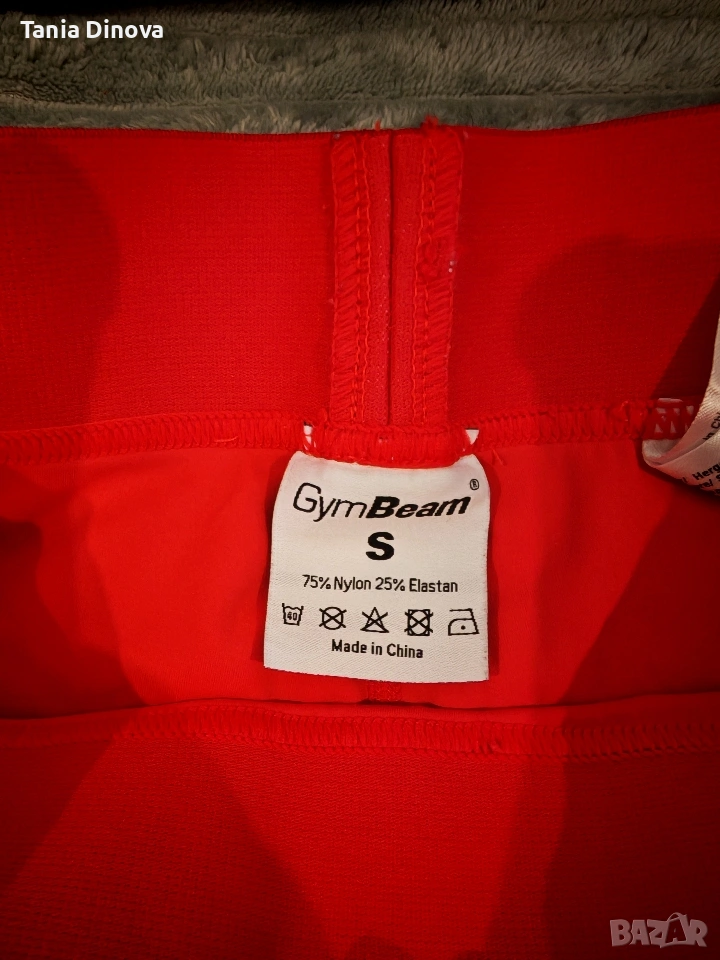 Tania Dinova
GymBeam®
S
75% Nylon 25% Elastan
40
Made in China
BAZAR